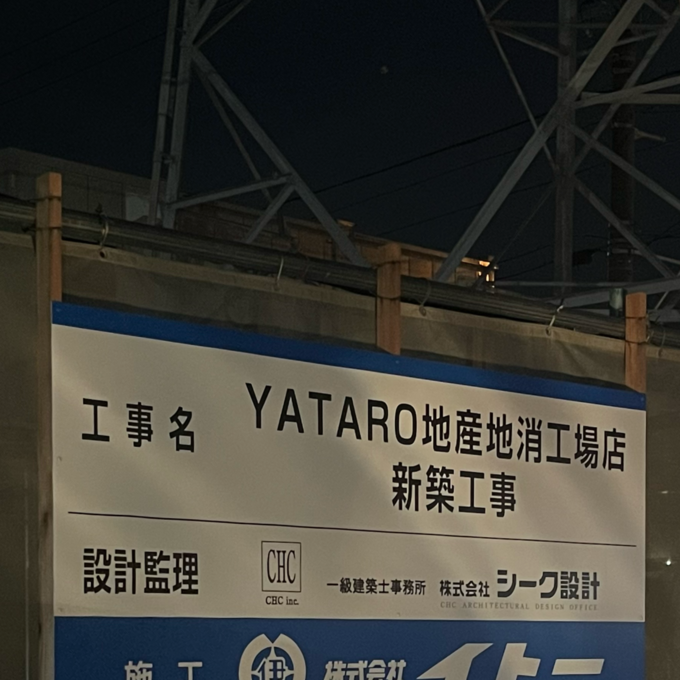 工事名 YATARO地産地消工場店
新築工事
設計監理 CHC CHC inc. 一級建築士事務所 株式会社 シーク設計
CHC ARCHITECTURAL DESIGN OFFICE
施工 株式会社